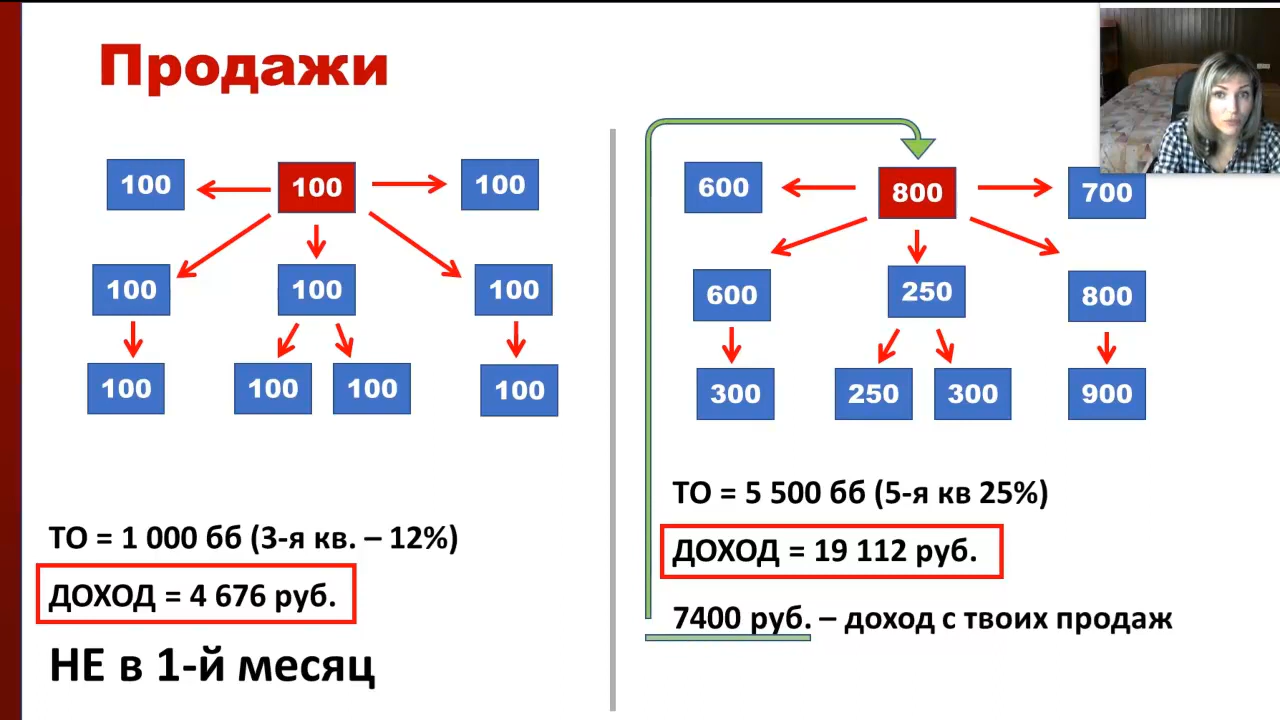 Продажи
100 100 100
100 100 100
100 100 100 100
ТО = 1 000 бб (3-я кв. – 12%)
ДОХОД = 4 676 руб.
НЕ в 1-й месяц
600 800 700
600 250 800
300 250 300 900
ТО = 5 500 бб (5-я кв 25%)
ДОХОД = 19 112 руб.
7400 руб. – доход с твоих продаж